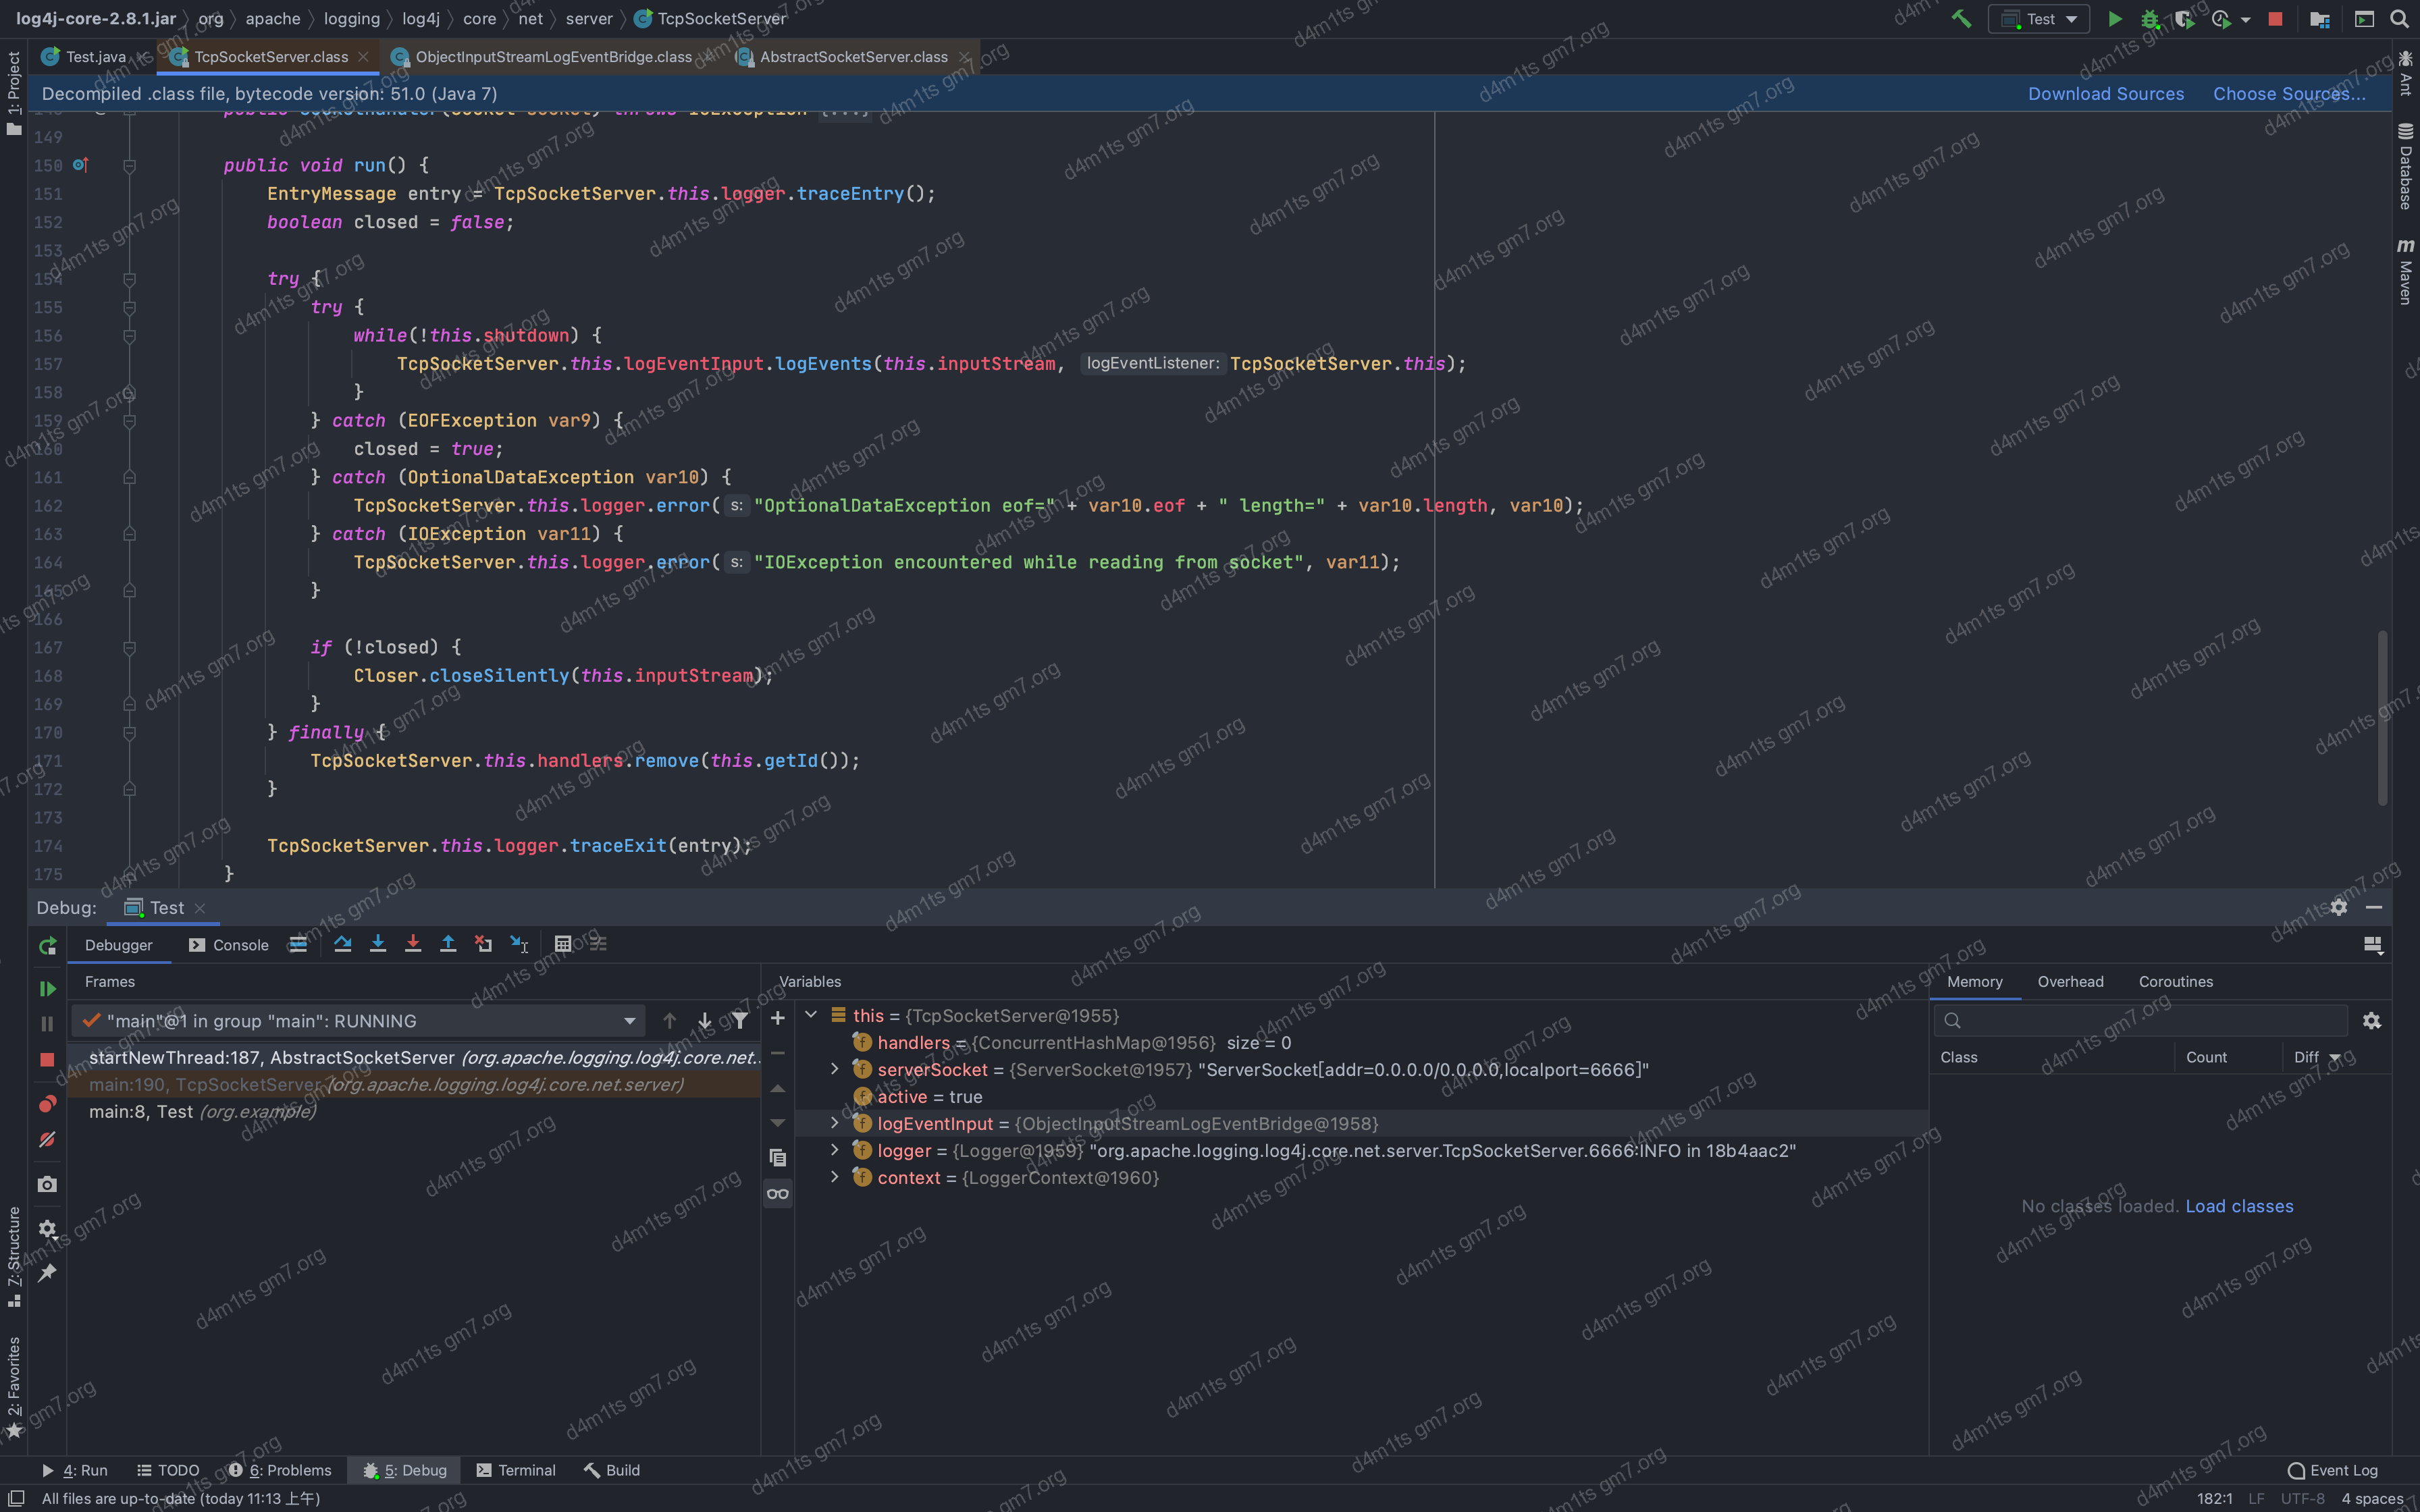 log4j-core-2.8.1.jar org apache logging log4j core net server TcpSocketServer Test
Test.java TcpSocketServer.class ObjectInputStreamLogEventBridge.class AbstractSocketServer.class
Decompiled .class file, bytecode version: 51.0 (Java 7) Download Sources Choose Sources...
149
150 public void run() {
151 EntryMessage entry = TcpSocketServer.this.logger.traceEntry();
152 boolean closed = false;
153
154 try {
155 try {
156 while(!this.shutdown) {
157 TcpSocketServer.this.logEventInput.logEvents(this.inputStream, logEventListener: TcpSocketServer.this);
158 }
159 } catch (EOFException var9) {
160 closed = true;
161 } catch (OptionalDataException var10) {
162 TcpSocketServer.this.logger.error( s: "OptionalDataException eof=" + var10.eof + " length=" + var10.length, var10);
163 } catch (IOException var11) {
164 TcpSocketServer.this.logger.error( s: "IOException encountered while reading from socket", var11);
165 }
166
167 if (!closed) {
168 Closer.closeSilently(this.inputStream);
169 }
170 } finally {
171 TcpSocketServer.this.handlers.remove(this.getId());
172 }
173
174 TcpSocketServer.this.logger.traceExit(entry);
175 }
Debug: Test
Debugger Console
Frames
"main"@1 in group "main": RUNNING
startNewThread:187, AbstractSocketServer (org.apache.logging.log4j.core.net..
main:190, TcpSocketServer (org.apache.logging.log4j.core.net.server)
main:8, Test (org.example)
Variables
this = {TcpSocketServer@1955}
handlers = {ConcurrentHashMap@1956} size = 0
serverSocket = {ServerSocket@1957} "ServerSocket[addr=0.0.0.0/0.0.0.0,localport=6666]"
active = true
logEventInput = {ObjectInputStreamLogEventBridge@1958}
logger = {Logger@1959} "org.apache.logging.log4j.core.net.server.TcpSocketServer.6666:INFO in 18b4aac2"
context = {LoggerContext@1960}
Memory Overhead Coroutines
Class Count Diff
No classes loaded. Load classes
1: Project
7: Structure
2: Favorites
Ant
Database
Maven
4: Run TODO 6: Problems 5: Debug Terminal Build Event Log
All files are up-to-date (today 11:13 上午) 182:1 LF UTF-8 4 spaces
d4m1ts gm7.org